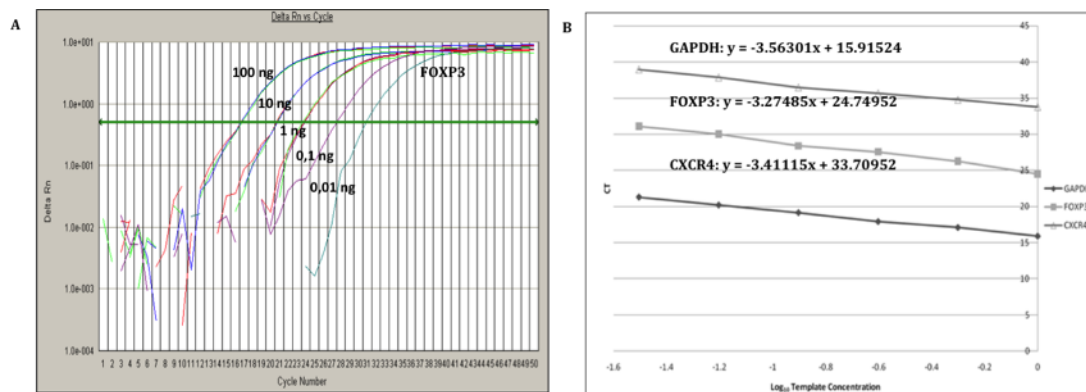 A
Delta Rn vs Cycle
1.0e+001
1.0e+000
1.0e-001
1.0e-002
1.0e-003
1.0e-004
Delta Rn
100 ng
10 ng
1 ng
0,1 ng
0,01 ng
FOXP3
1 2 3 4 5 6 7 8 9 10 11 12 13 14 15 16 17 18 19 20 21 22 23 24 25 26 27 28 29 30 31 32 33 34 35 36 37 38 39 40 41 42 43 44 45 46 47 48 49 50
Cycle Number
B
GAPDH: y = -3.56301x + 15.91524
FOXP3: y = -3.27485x + 24.74952
CXCR4: y = -3.41115x + 33.70952
CT
45
40
35
30
25
20
15
10
5
0
GAPDH
FOXP3
CXCR4
-1.6 -1.4 -1.2 -1 -0.8 -0.6 -0.4 -0.2 0
Log₁₀ Template Concentration